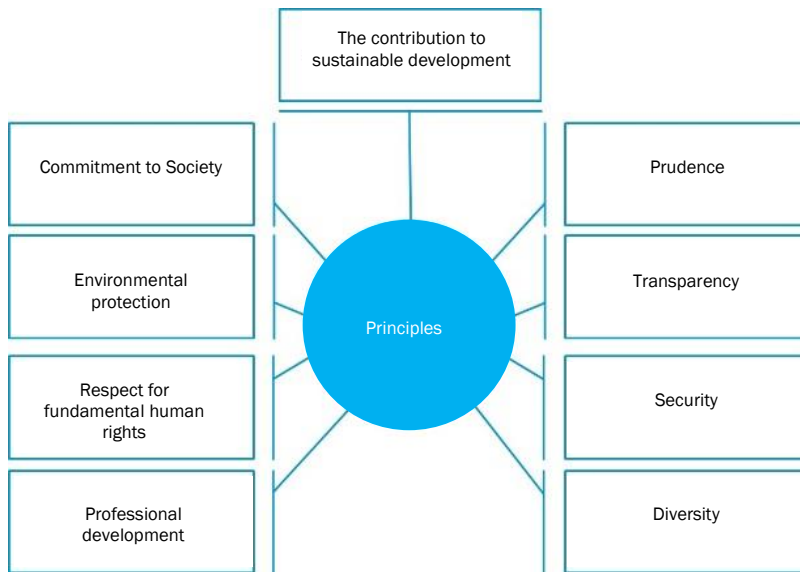 The contribution to
sustainable development
Commitment to Society
Prudence
Environmental
protection
Transparency
Principles
Respect for
fundamental human
rights
Security
Professional
development
Diversity